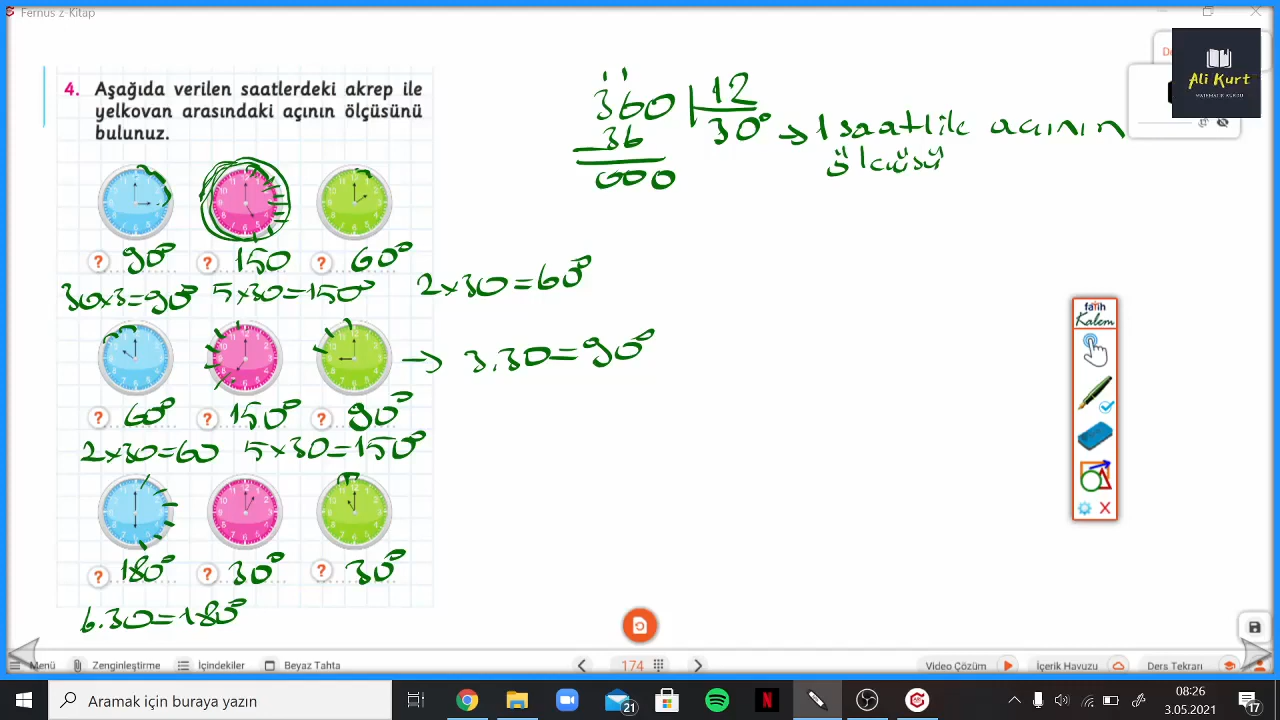 Fernus z-Kitap
Ali Kurt
4. Aşağıda verilen saatlerdeki akrep ile
yelkovan arasındaki açının ölçüsünü
bulunuz.
360 | 12
36
30° → 1 saatlik açının
ölçüsü
000
? 90° ? 150 ? 60°
30x3=90° 5x30=150° 2x30=60°
→ 3.30=90°
? 60° ? 150° ? 90°
2x30=60 5x30=150°
? 180° ? 30° ? 30°
6.30=180°
fatih
Kalem
Menü Zenginleştirme İçindekiler Beyaz Tahta 174 Video Çözüm İçerik Havuzu Ders Tekrarı
Aramak için buraya yazın
21
08:26
3.05.2021
17